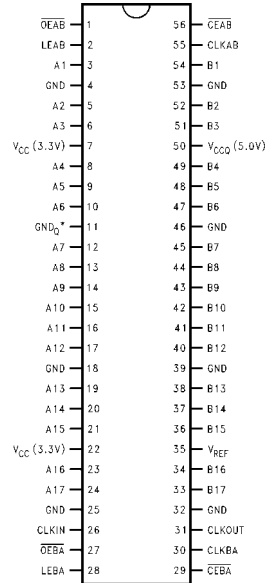 O̅E̅A̅B̅ 1 56 C̅E̅A̅B̅
LEAB 2 55 CLKAB
A1 3 54 B1
GND 4 53 GND
A2 5 52 B2
A3 6 51 B3
VCC (3.3V) 7 50 VCCQ (5.0V)
A4 8 49 B4
A5 9 48 B5
A6 10 47 B6
GNDQ* 11 46 GND
A7 12 45 B7
A8 13 44 B8
A9 14 43 B9
A10 15 42 B10
A11 16 41 B11
A12 17 40 B12
GND 18 39 GND
A13 19 38 B13
A14 20 37 B14
A15 21 36 B15
VCC (3.3V) 22 35 VREF
A16 23 34 B16
A17 24 33 B17
GND 25 32 GND
CLKIN 26 31 CLKOUT
O̅E̅B̅A̅ 27 30 CLKBA
LEBA 28 29 C̅E̅B̅A̅